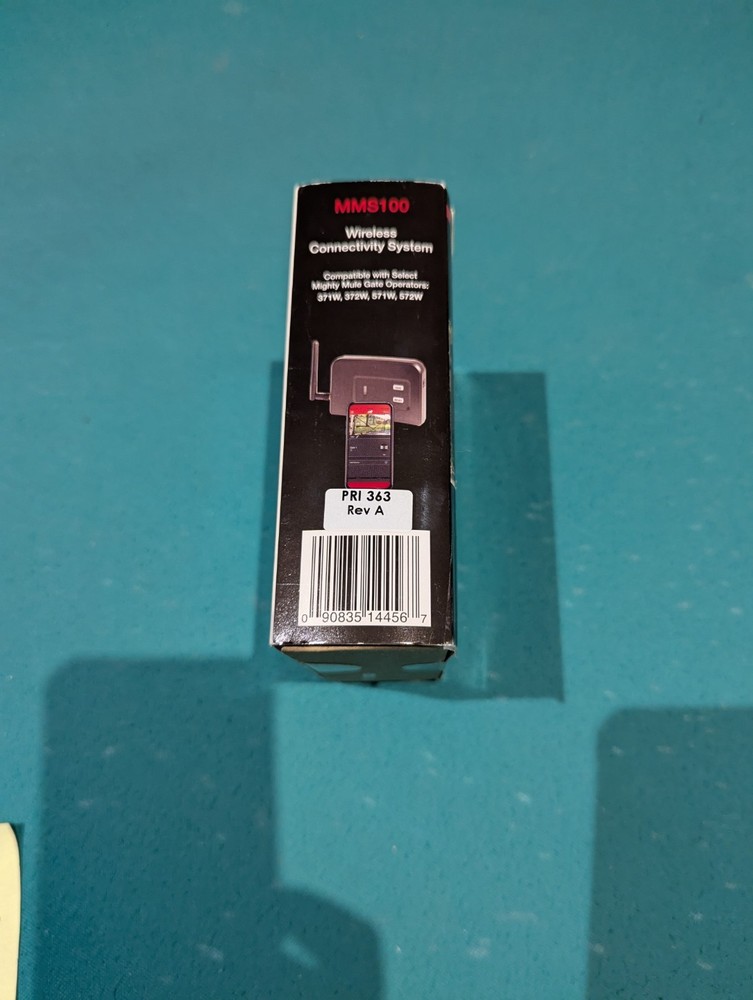 MMS100
Wireless
Connectivity System
Compatible with Select
Mighty Mule Gate Operators:
371W, 372W, 571W, 572W
PRI 363
Rev A
0 90835 14456 7